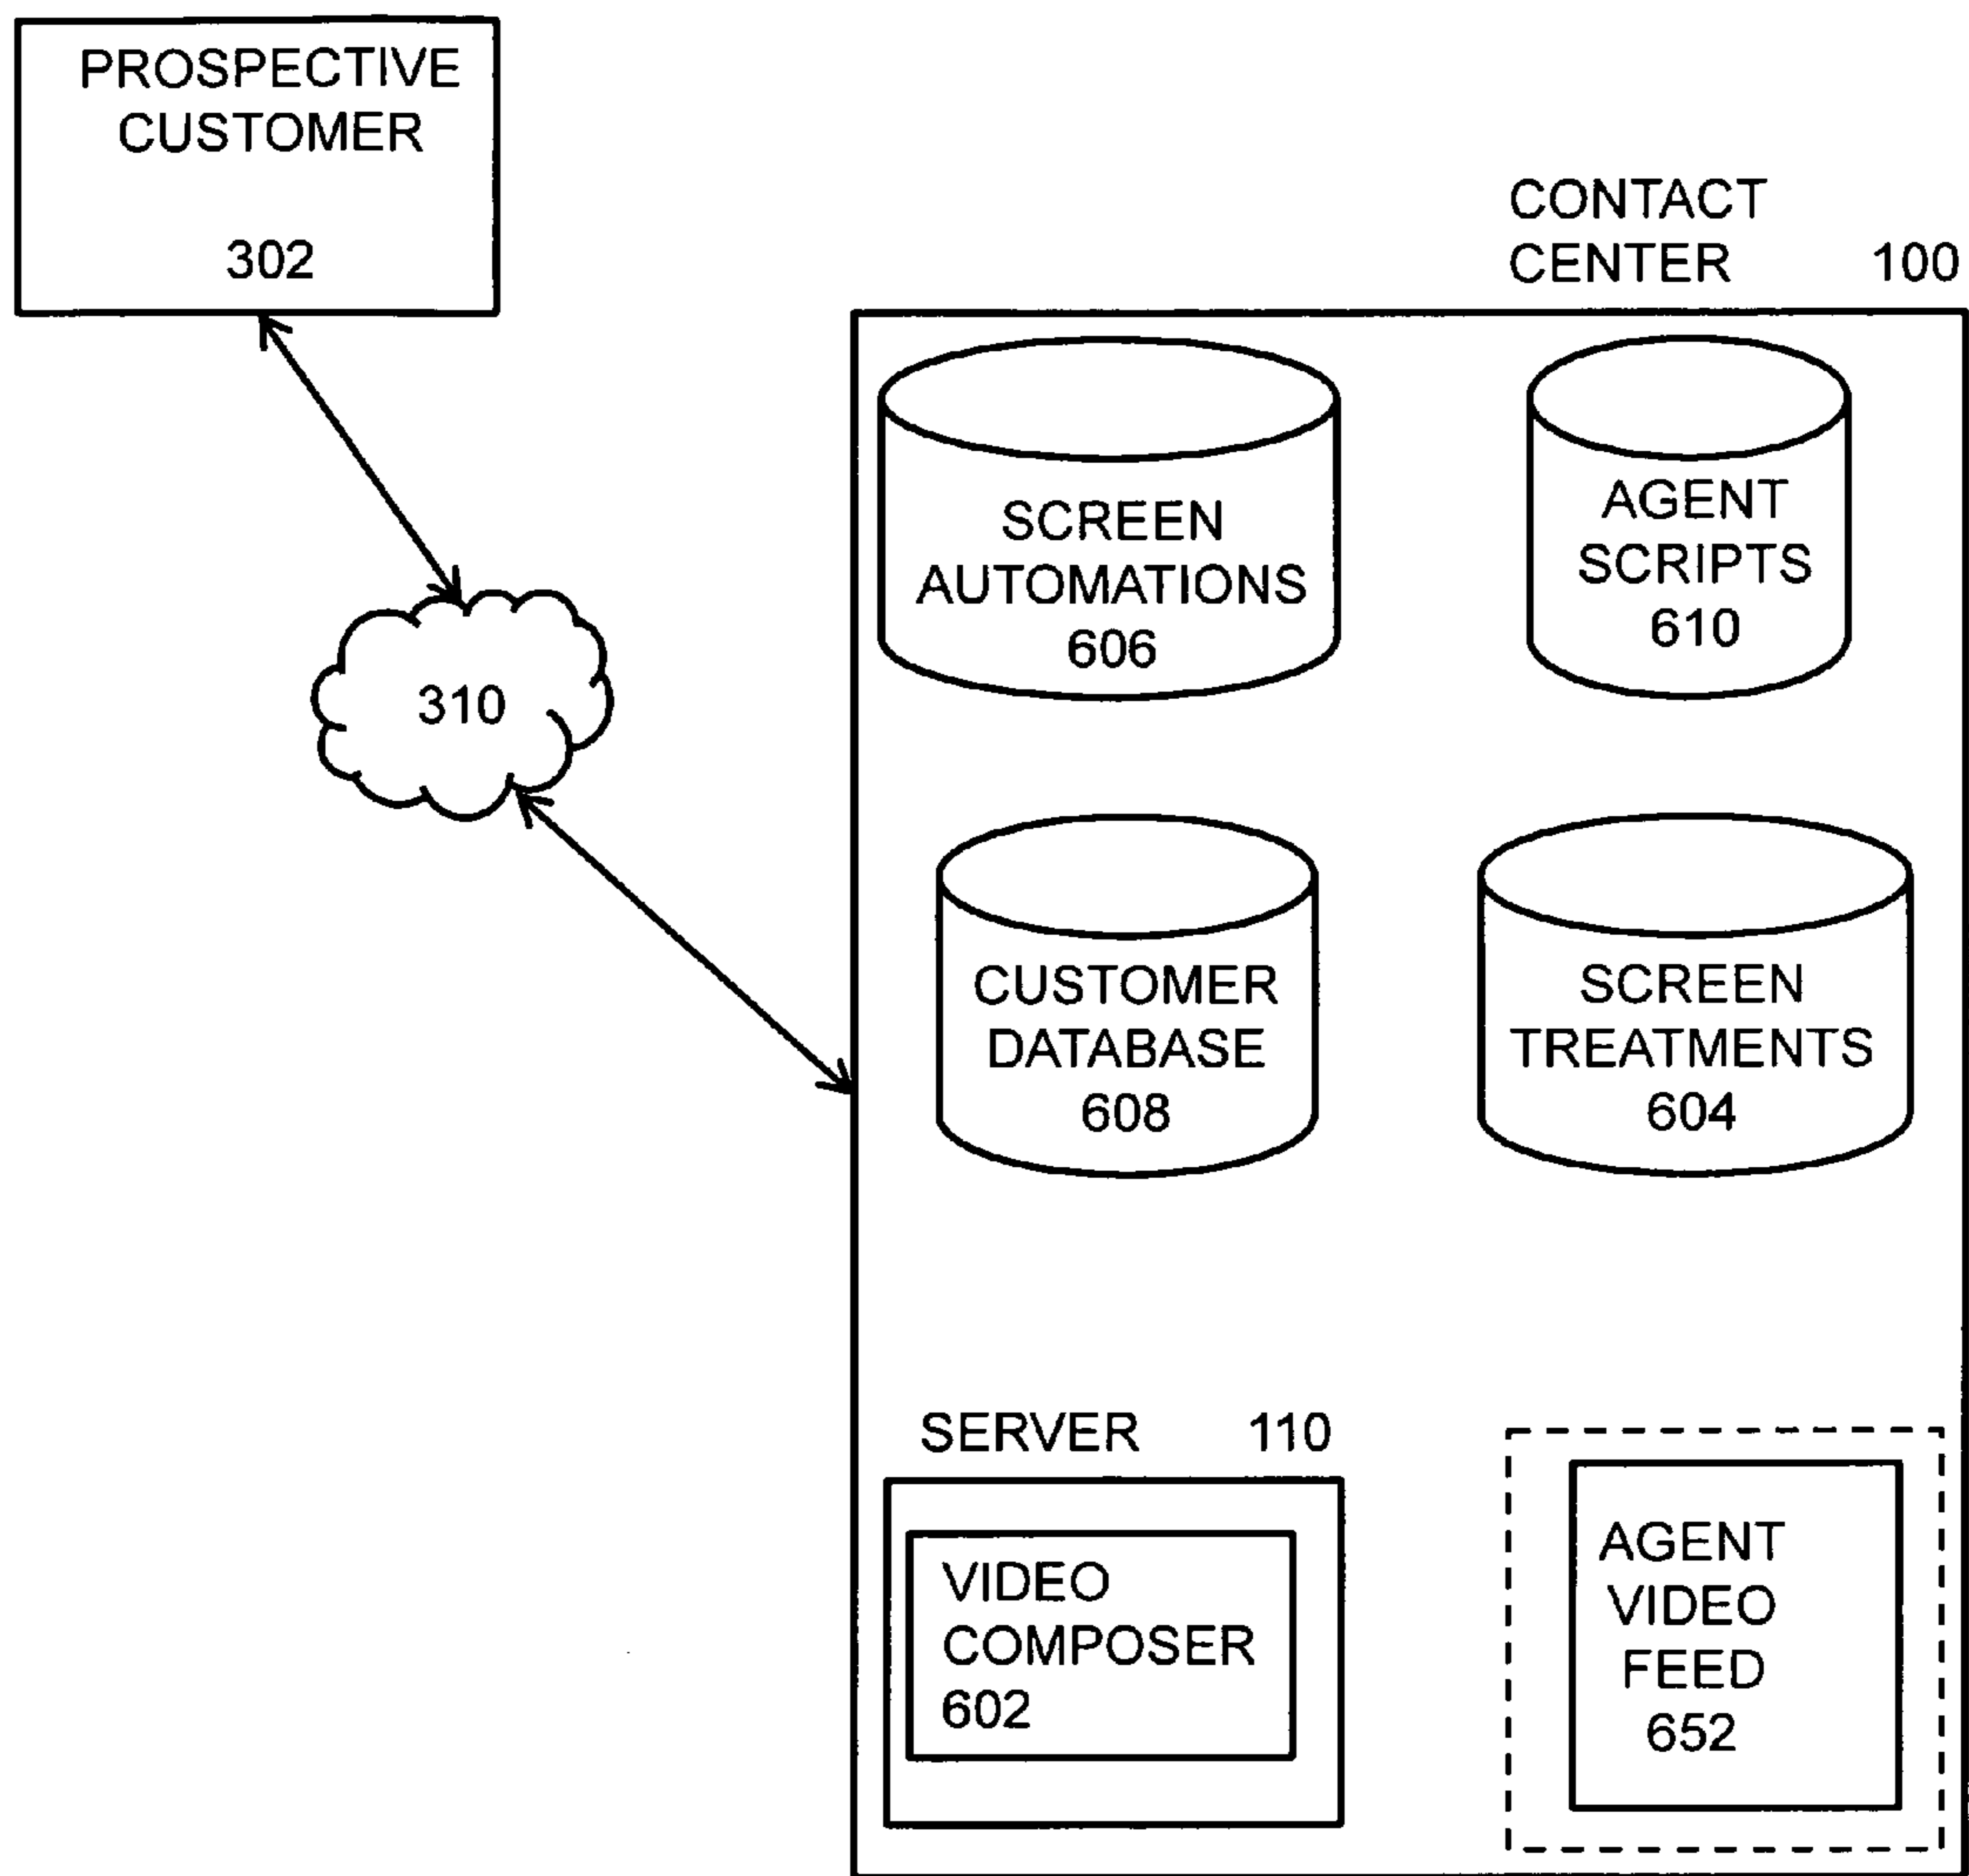 PROSPECTIVE
CUSTOMER
302
CONTACT
CENTER 100
SCREEN
AUTOMATIONS
606
AGENT
SCRIPTS
610
310
CUSTOMER
DATABASE
608
SCREEN
TREATMENTS
604
SERVER 110
VIDEO
COMPOSER
602
AGENT
VIDEO
FEED
652